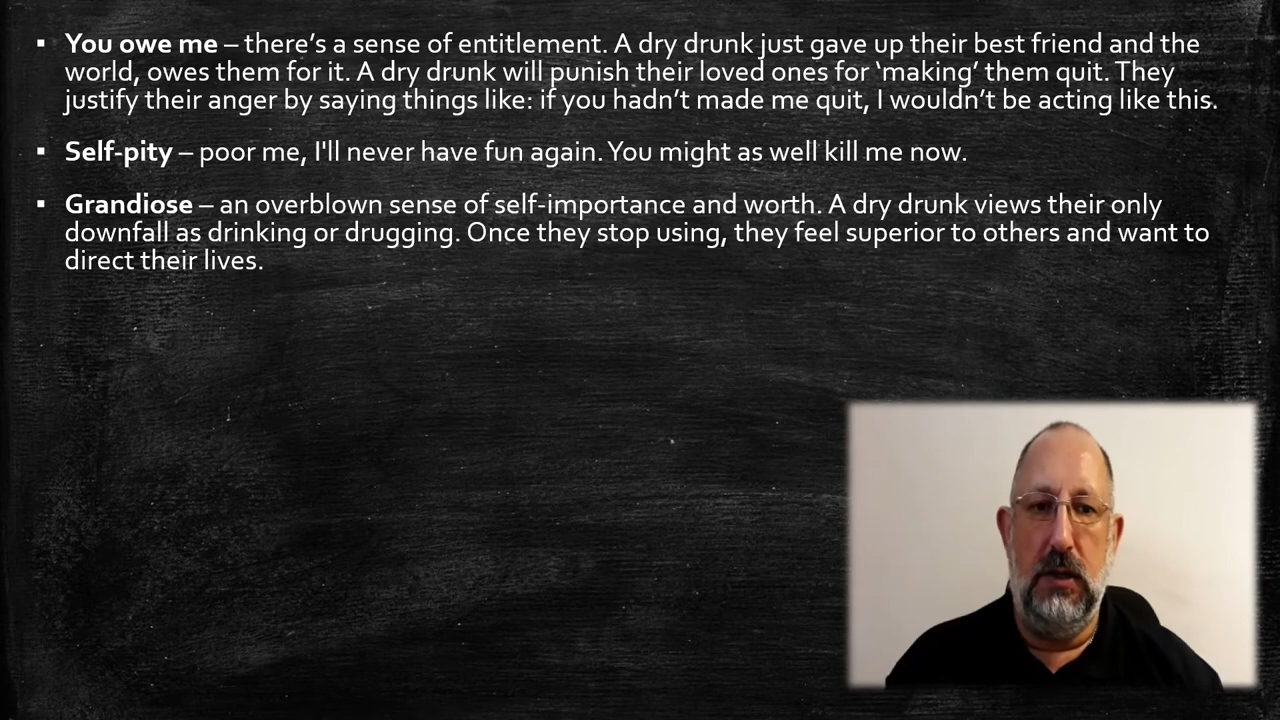 ▪ You owe me – there’s a sense of entitlement. A dry drunk just gave up their best friend and the
world, owes them for it. A dry drunk will punish their loved ones for ‘making’ them quit. They
justify their anger by saying things like: if you hadn’t made me quit, I wouldn’t be acting like this.
▪ Self-pity – poor me, I'll never have fun again. You might as well kill me now.
▪ Grandiose – an overblown sense of self-importance and worth. A dry drunk views their only
downfall as drinking or drugging. Once they stop using, they feel superior to others and want to
direct their lives.